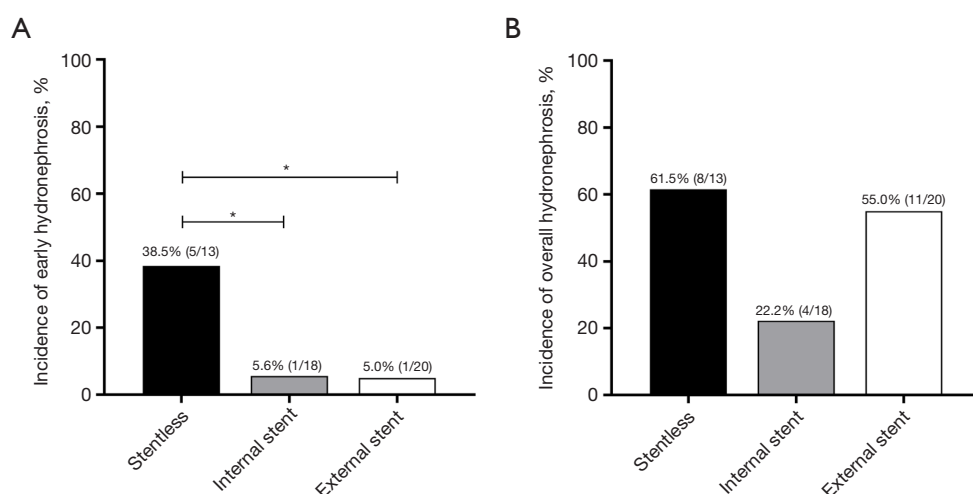 A
Incidence of early hydronephrosis, %
100
80
60
40
20
0
*
*
38.5% (5/13)
5.6% (1/18)
5.0% (1/20)
Stentless
Internal stent
External stent
B
Incidence of overall hydronephrosis, %
100
80
60
40
20
0
61.5% (8/13)
22.2% (4/18)
55.0% (11/20)
Stentless
Internal stent
External stent